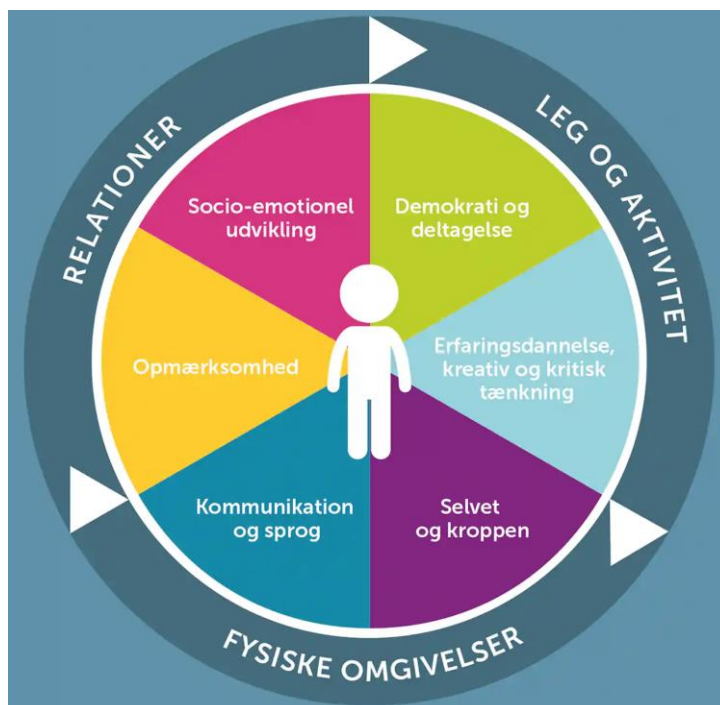 RELATIONER
LEG OG AKTIVITET
Socio-emotionel
udvikling
Demokrati og
deltagelse
Opmærksomhed
Erfaringsdannelse,
kreativ og kritisk
tænkning
Kommunikation
og sprog
Selvet
og kroppen
FYSISKE OMGIVELSER